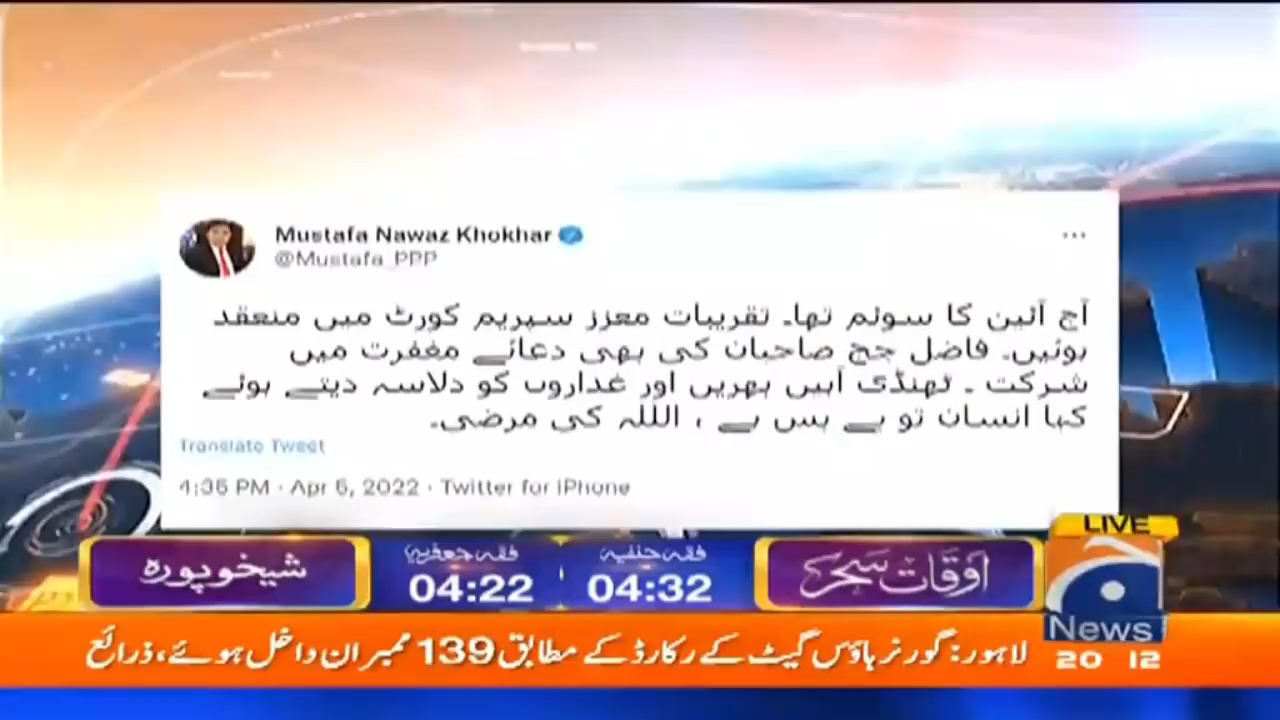 Mustafa Nawaz Khokhar
@Mustafa_PPP
آج آئین کا سوئم تھا۔ تقریبات معزز سپریم کورٹ میں منعقد
ہوئیں۔ فاضل جج صاحبان کی بھی دعائے مغفرت میں
شرکت ۔ ٹھنڈی آہیں بھریں اور غداروں کو دلاسہ دیتے ہوئے
کہا انسان تو بے بس ہے ، اللہ کی مرضی۔
Translate Tweet
4:35 PM · Apr 5, 2022 · Twitter for iPhone
LIVE
اوقات سحر
فقہ حنفیہ
04:32
فقہ جعفریہ
04:22
شیخوپورہ
News
لاہور: گورنر ہاؤس گیٹ کے رکارڈ کے مطابق 139 ممبران داخل ہوئے، ذرائع
20 12